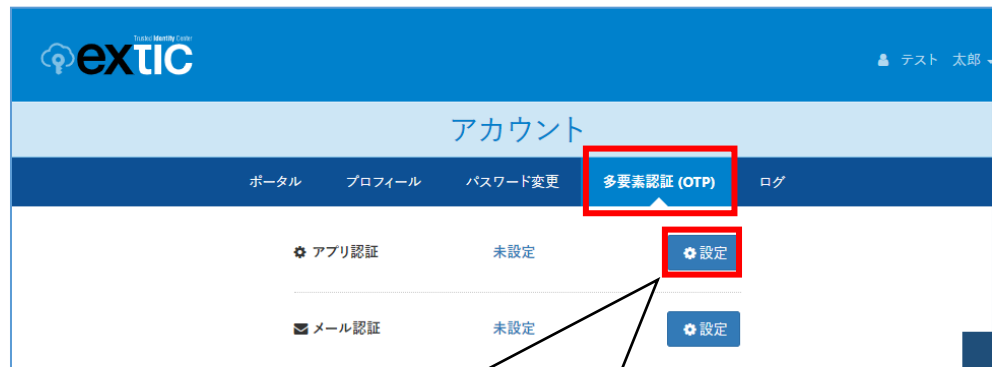 Trusted Identity Center
extic
テスト 太郎
アカウント
ポータル プロフィール パスワード変更 多要素認証 (OTP) ログ
アプリ認証 未設定 設定
メール認証 未設定 設定